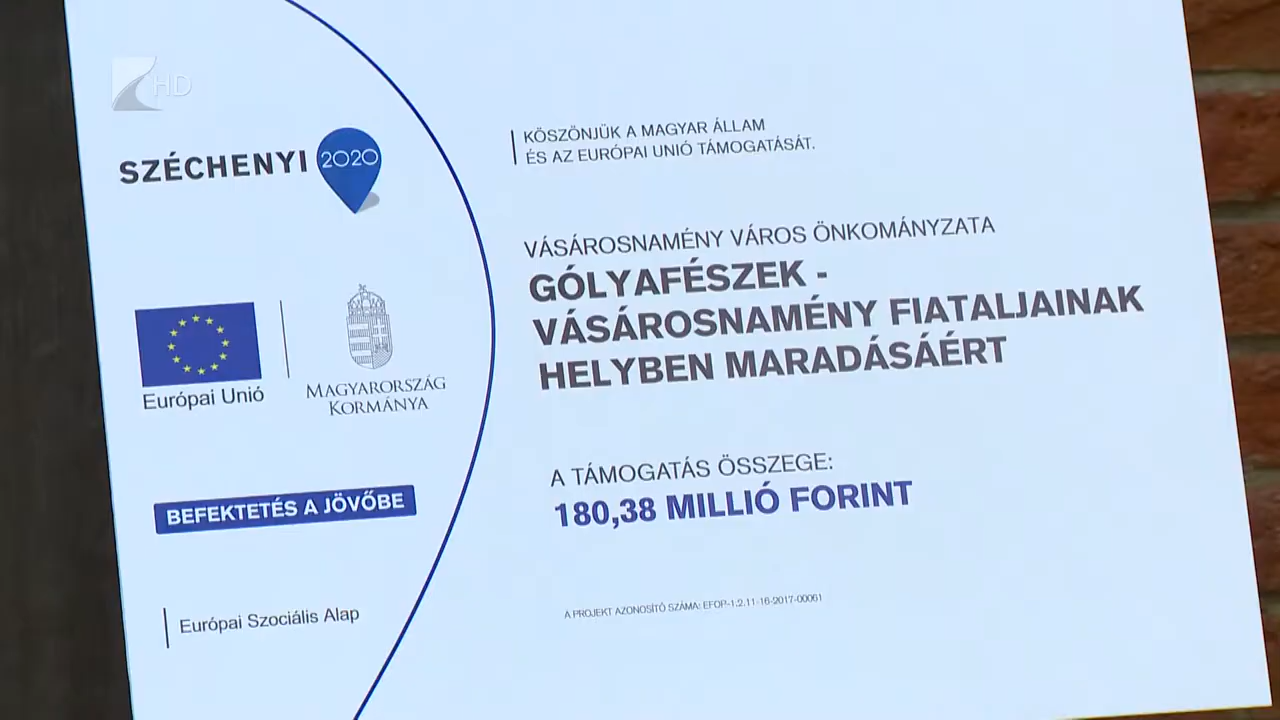 HD
SZÉCHENYI 2020
Európai Unió
MAGYARORSZÁG
KORMÁNYA
BEFEKTETÉS A JÖVŐBE
Európai Szociális Alap
KÖSZÖNJÜK A MAGYAR ÁLLAM
ÉS AZ EURÓPAI UNIÓ TÁMOGATÁSÁT.
VÁSÁROSNAMÉNY VÁROS ÖNKOMÁNYZATA
GÓLYAFÉSZEK -
VÁSÁROSNAMÉNY FIATALJAINAK
HELYBEN MARADÁSÁÉRT
A TÁMOGATÁS ÖSSZEGE:
180,38 MILLIÓ FORINT
A PROJEKT AZONOSÍTÓ SZÁMA: EFOP-1.2.11-16-2017-00061